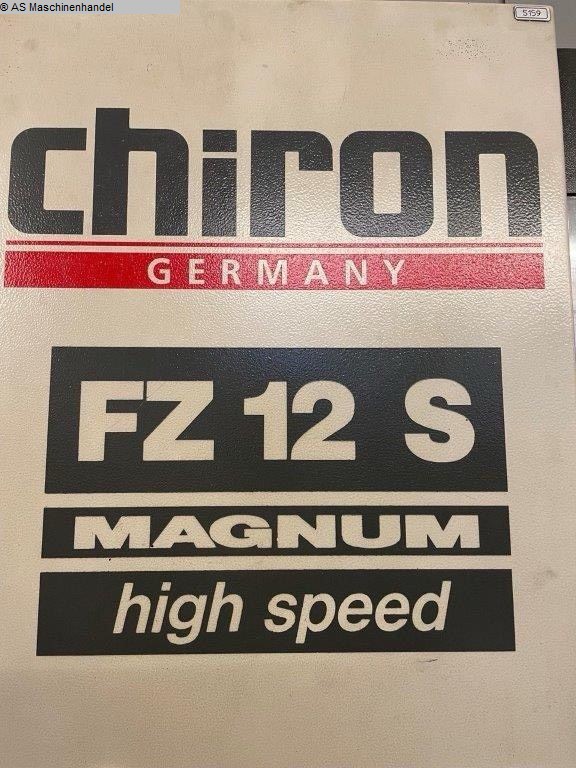 © AS Maschinenhandel
S159
chiron
GERMANY
FZ 12 S
MAGNUM
high speed